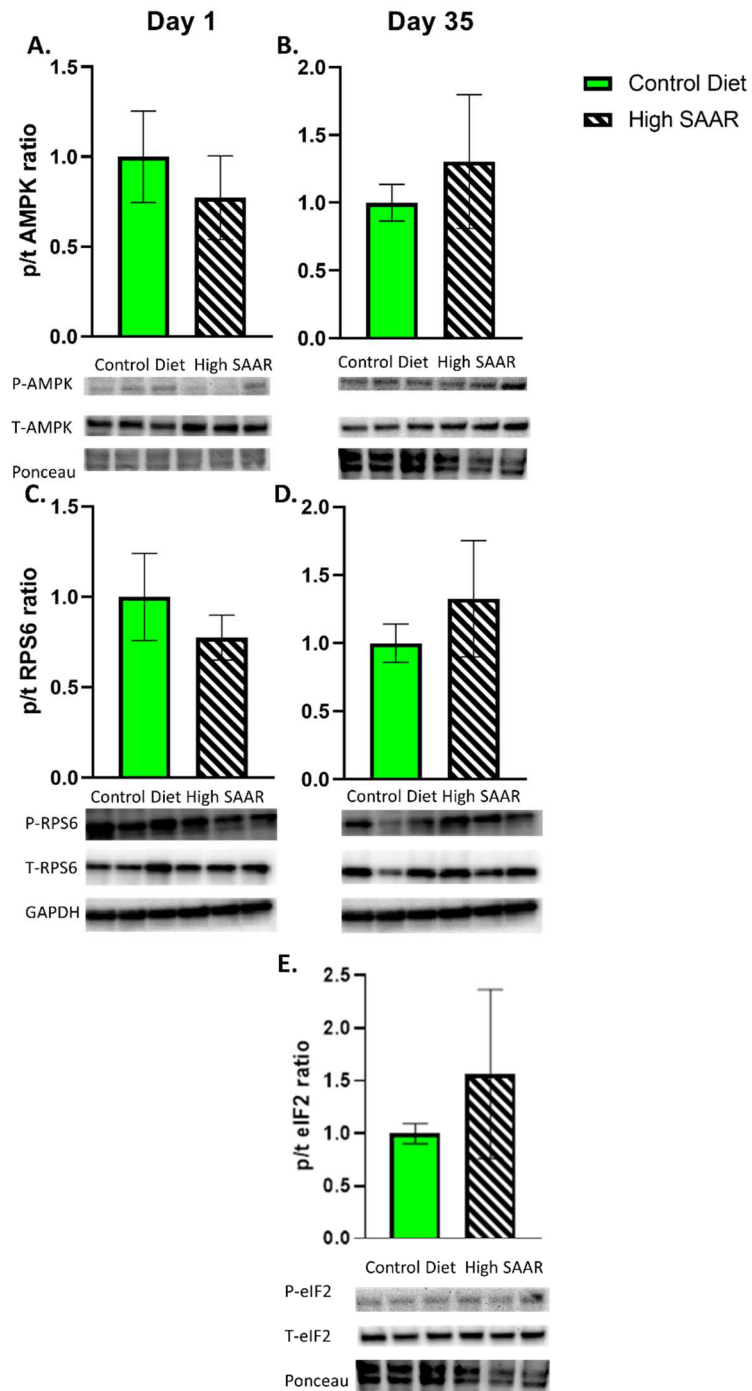 Day 1
Day 35
Control Diet
High SAAR
A.
p/t AMPK ratio
1.5
1.0
0.5
0.0
Control Diet High SAAR
P-AMPK
T-AMPK
Ponceau
B.
2.0
1.5
1.0
0.5
0.0
Control Diet High SAAR
C.
p/t RPS6 ratio
1.5
1.0
0.5
0.0
Control Diet High SAAR
P-RPS6
T-RPS6
GAPDH
D.
2.0
1.5
1.0
0.5
0.0
Control Diet High SAAR
E.
p/t eIF2 ratio
2.5
2.0
1.5
1.0
0.5
0.0
Control Diet High SAAR
P-eIF2
T-eIF2
Ponceau